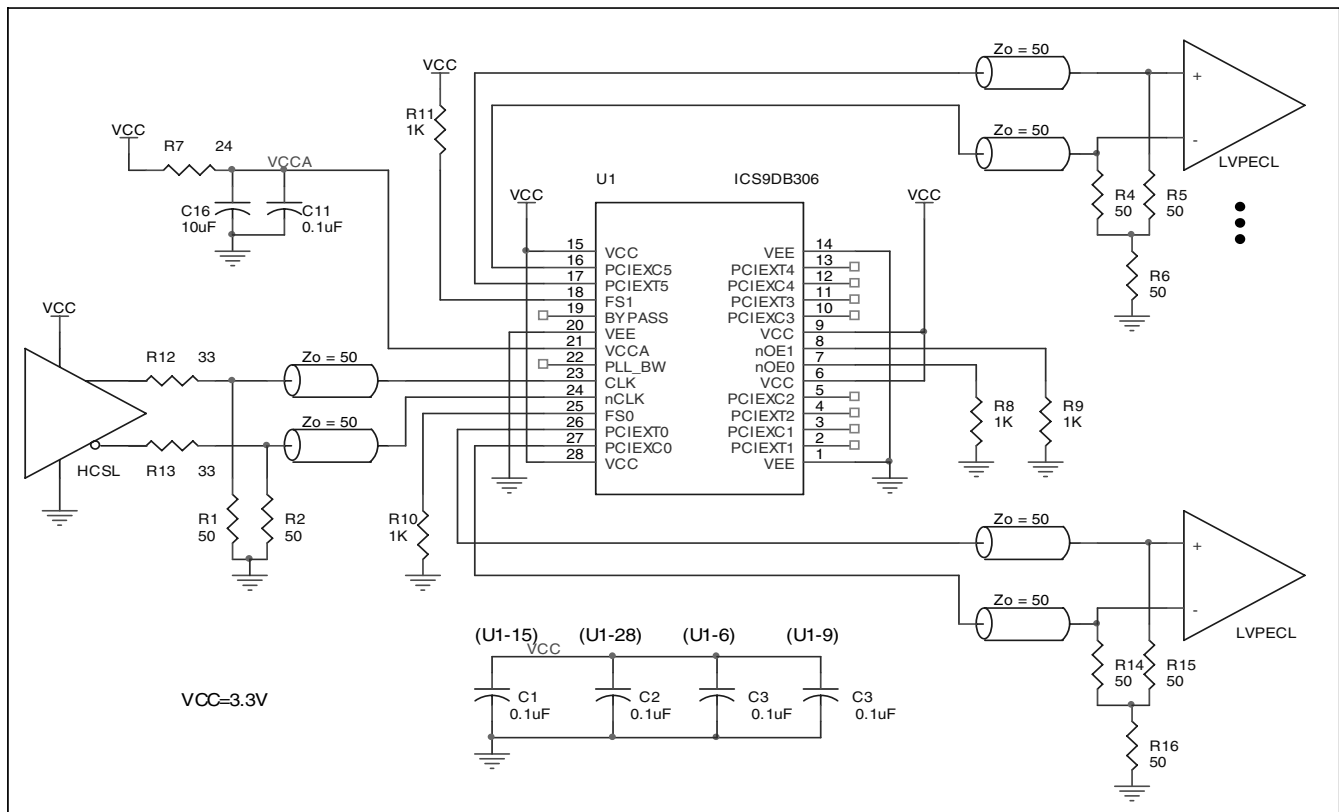 Zo = 50
VCC
R11
1K
+
VCC
R7 24
VCCA
Zo = 50
-
LVPECL
U1 ICS9DB306
C16
10uF
C11
0.1uF
VCC
VCC
R4
50
R5
50
15 VCC
16 PCIEXC5
17 PCIEXT5
18 FS1
19 BYPASS
20 VEE
21 VCCA
22 PLL_BW
23 CLK
24 nCLK
25 FS0
26 PCIEXT0
27 PCIEXC0
28 VCC
VEE 14
PCIEXT4 13
PCIEXC4 12
PCIEXT3 11
PCIEXC3 10
VCC 9
nOE1 8
nOE0 7
VCC 6
PCIEXC2 5
PCIEXT2 4
PCIEXC1 3
PCIEXT1 2
VEE 1
R6
50
VCC
R12 33
Zo = 50
R8
1K
R9
1K
Zo = 50
HCSL
R13 33
R1
50
R2
50
R10
1K
Zo = 50
+
Zo = 50
-
LVPECL
(U1-15) (U1-28) (U1-6) (U1-9)
VCC
R14
50
R15
50
VCC=3.3V
C1
0.1uF
C2
0.1uF
C3
0.1uF
C3
0.1uF
R16
50